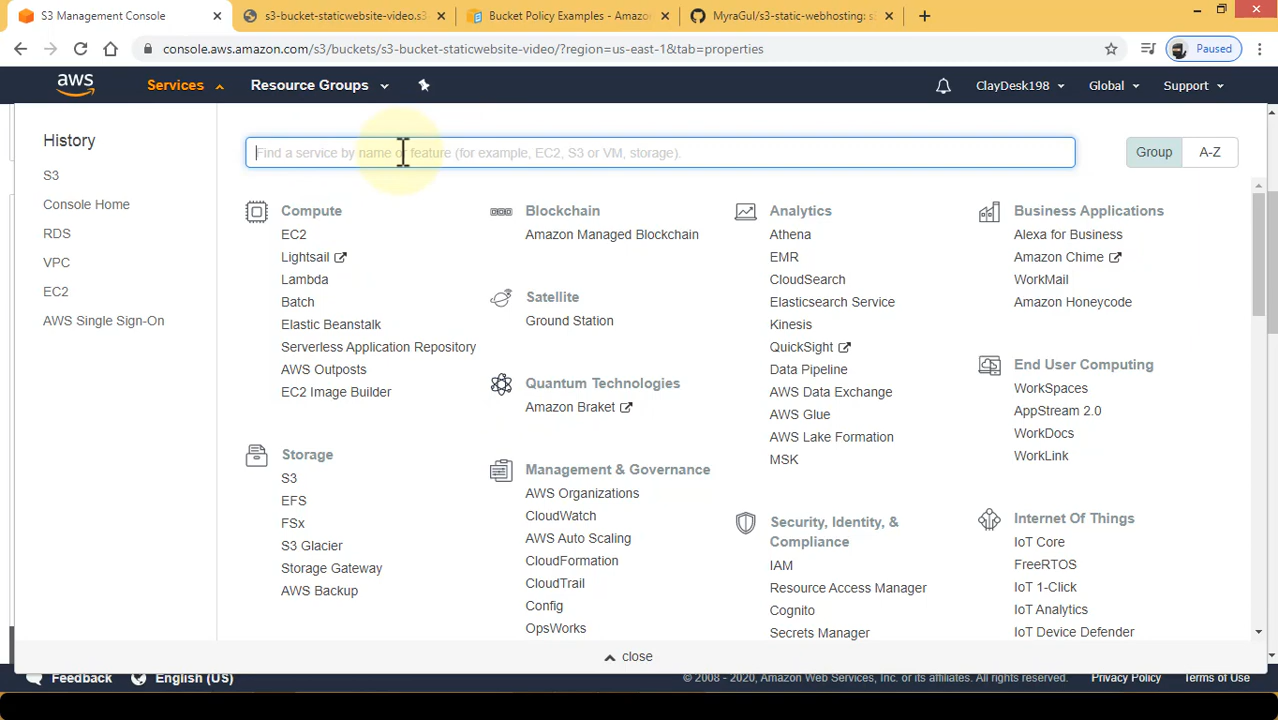 S3 Management Console
s3-bucket-staticwebsite-video.s3
Bucket Policy Examples - Amazo
MyraGul/s3-static-webhosting: s
console.aws.amazon.com/s3/buckets/s3-bucket-staticwebsite-video/?region=us-east-1&tab=properties
Paused
aws
Services
Resource Groups
ClayDesk198
Global
Support
History
S3
Console Home
RDS
VPC
EC2
AWS Single Sign-On
Find a service by name or feature (for example, EC2, S3 or VM, storage).
Group
A-Z
Compute
EC2
Lightsail
Lambda
Batch
Elastic Beanstalk
Serverless Application Repository
AWS Outposts
EC2 Image Builder
Storage
S3
EFS
FSx
S3 Glacier
Storage Gateway
AWS Backup
Blockchain
Amazon Managed Blockchain
Satellite
Ground Station
Quantum Technologies
Amazon Braket
Management & Governance
AWS Organizations
CloudWatch
AWS Auto Scaling
CloudFormation
CloudTrail
Config
OpsWorks
Analytics
Athena
EMR
CloudSearch
Elasticsearch Service
Kinesis
QuickSight
Data Pipeline
AWS Data Exchange
AWS Glue
AWS Lake Formation
MSK
Security, Identity, &
Compliance
IAM
Resource Access Manager
Cognito
Secrets Manager
Business Applications
Alexa for Business
Amazon Chime
WorkMail
Amazon Honeycode
End User Computing
WorkSpaces
AppStream 2.0
WorkDocs
WorkLink
Internet Of Things
IoT Core
FreeRTOS
IoT 1-Click
IoT Analytics
IoT Device Defender
close
Feedback
English (US)
© 2008 - 2020, Amazon Web Services, Inc. or its affiliates. All rights reserved.
Privacy Policy
Terms of Use